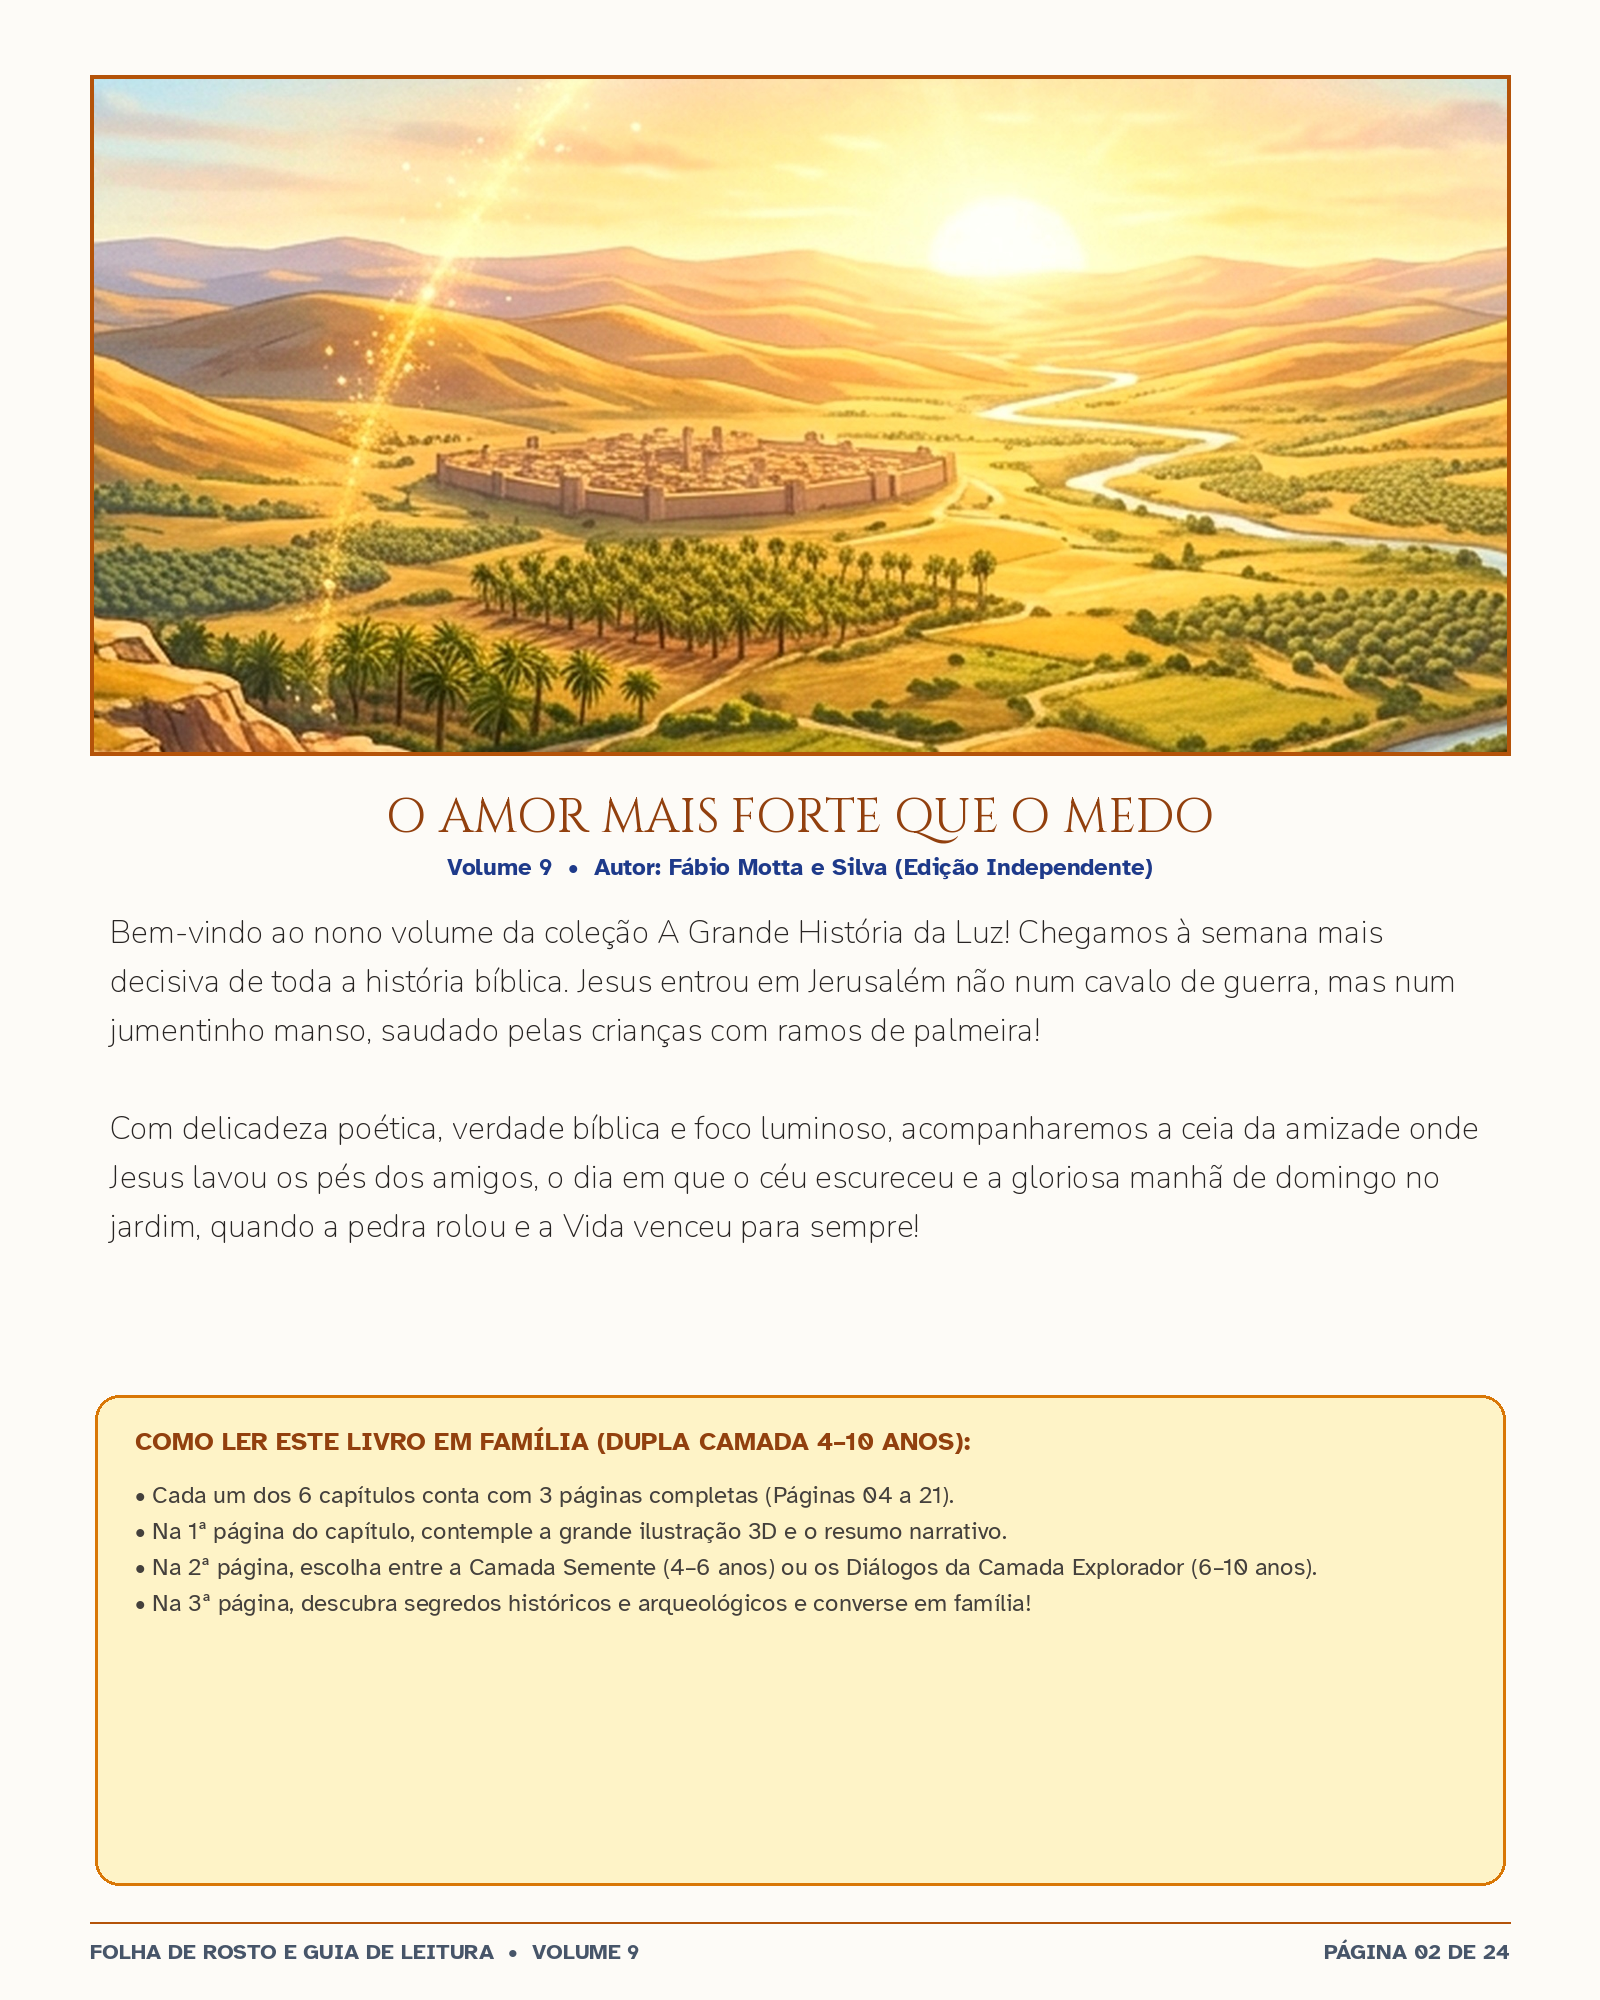 O AMOR MAIS FORTE QUE O MEDO
Volume 9 • Autor: Fábio Motta e Silva (Edição Independente)
Bem-vindo ao nono volume da coleção A Grande História da Luz! Chegamos à semana mais
decisiva de toda a história bíblica. Jesus entrou em Jerusalém não num cavalo de guerra, mas num
jumentinho manso, saudado pelas crianças com ramos de palmeira!
Com delicadeza poética, verdade bíblica e foco luminoso, acompanharemos a ceia da amizade onde
Jesus lavou os pés dos amigos, o dia em que o céu escureceu e a gloriosa manhã de domingo no
jardim, quando a pedra rolou e a Vida venceu para sempre!
COMO LER ESTE LIVRO EM FAMÍLIA (DUPLA CAMADA 4–10 ANOS):
• Cada um dos 6 capítulos conta com 3 páginas completas (Páginas 04 a 21).
• Na 1ª página do capítulo, contemple a grande ilustração 3D e o resumo narrativo.
• Na 2ª página, escolha entre a Camada Semente (4–6 anos) ou os Diálogos da Camada Explorador (6–10 anos).
• Na 3ª página, descubra segredos históricos e arqueológicos e converse em família!
FOLHA DE ROSTO E GUIA DE LEITURA • VOLUME 9
PÁGINA 02 DE 24